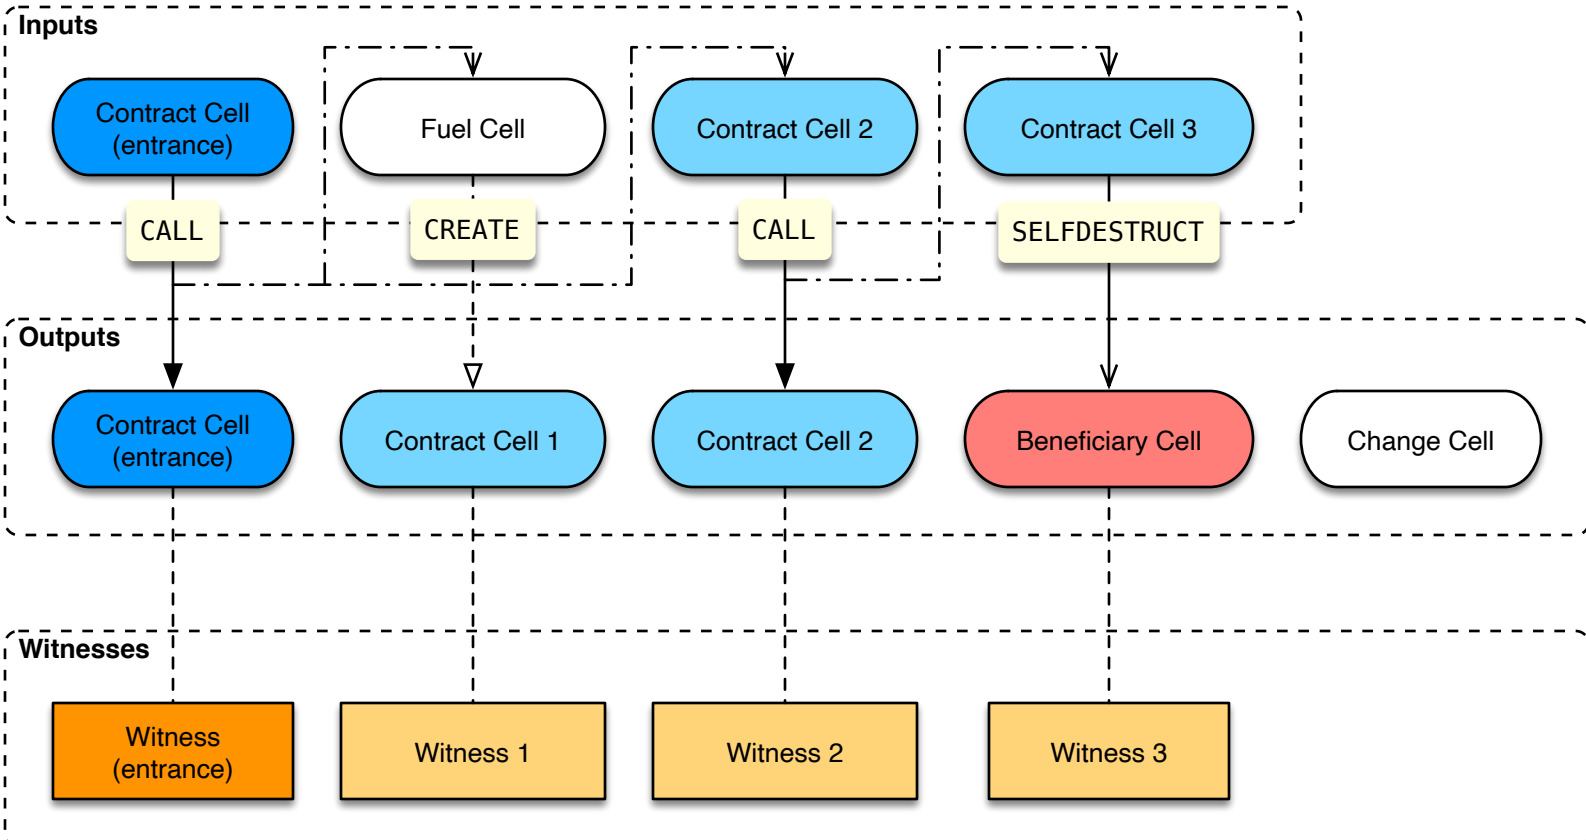 Inputs
Contract Cell
(entrance)
Fuel Cell
Contract Cell 2
Contract Cell 3
CALL
CREATE
CALL
SELFDESTRUCT
Outputs
Contract Cell
(entrance)
Contract Cell 1
Contract Cell 2
Beneficiary Cell
Change Cell
Witnesses
Witness
(entrance)
Witness 1
Witness 2
Witness 3